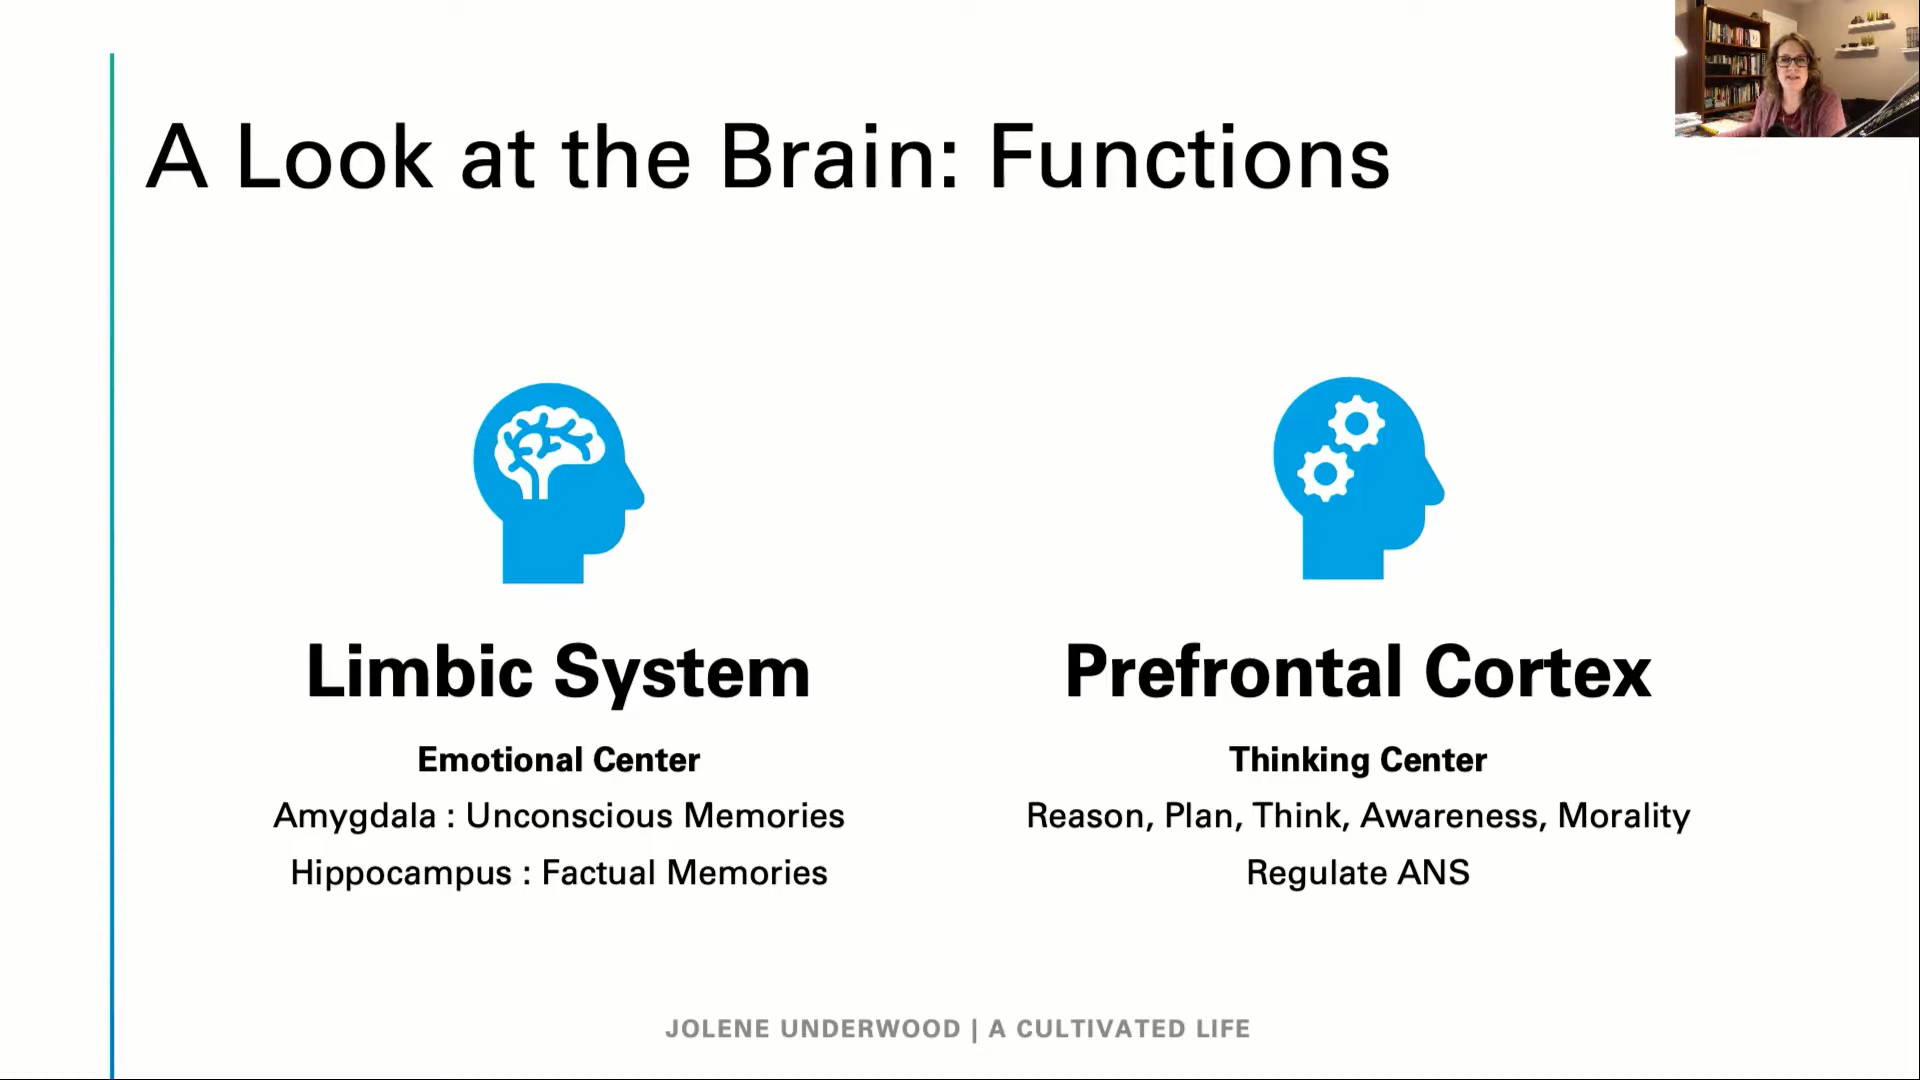 A Look at the Brain: Functions
Limbic System
Emotional Center
Amygdala : Unconscious Memories
Hippocampus : Factual Memories
Prefrontal Cortex
Thinking Center
Reason, Plan, Think, Awareness, Morality
Regulate ANS
JOLENE UNDERWOOD | A CULTIVATED LIFE